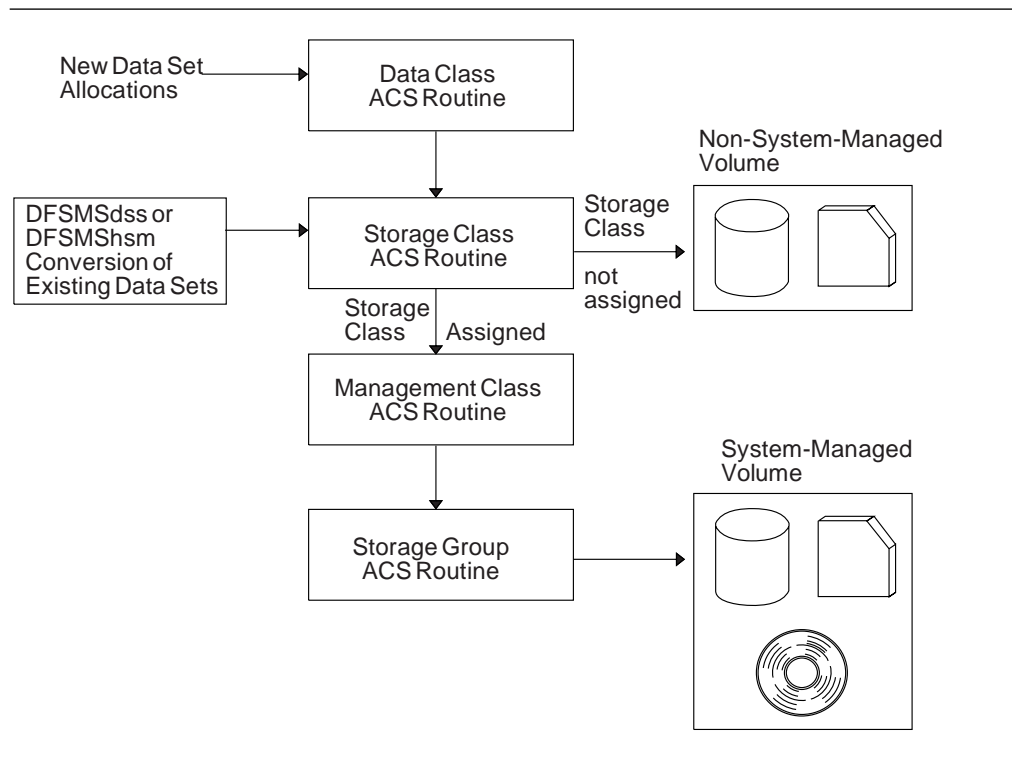 New Data Set
Allocations
Data Class
ACS Routine
Non-System-Managed
Volume
DFSMSdss or
DFSMShsm
Conversion of
Existing Data Sets
Storage Class
ACS Routine
Storage
Class
not
assigned
Storage
Class
Assigned
Management Class
ACS Routine
System-Managed
Volume
Storage Group
ACS Routine